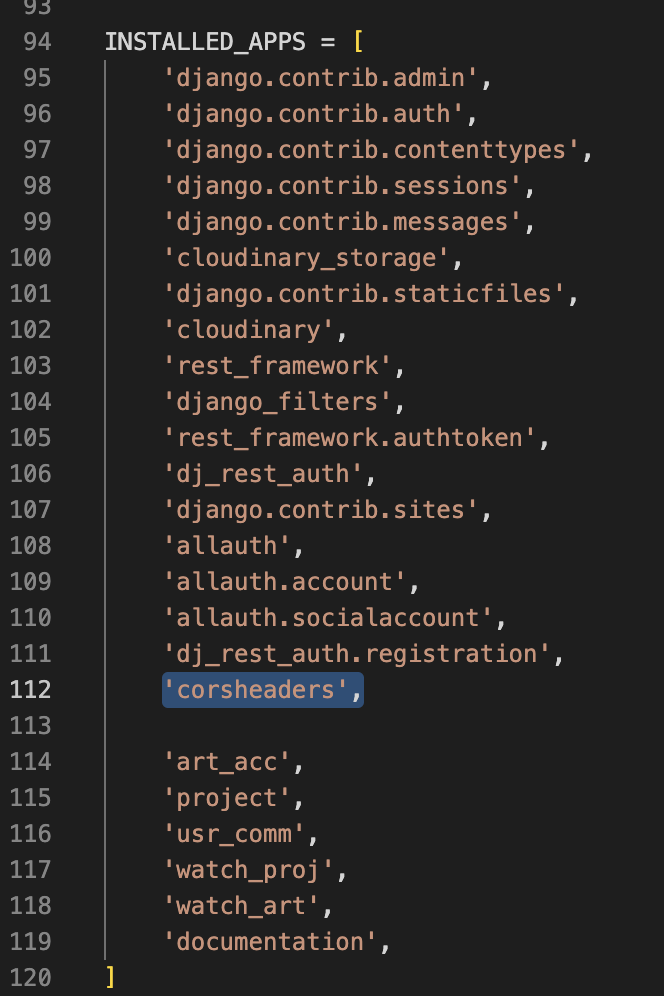 93
94 INSTALLED_APPS = [
95 'django.contrib.admin',
96 'django.contrib.auth',
97 'django.contrib.contenttypes',
98 'django.contrib.sessions',
99 'django.contrib.messages',
100 'cloudinary_storage',
101 'django.contrib.staticfiles',
102 'cloudinary',
103 'rest_framework',
104 'django_filters',
105 'rest_framework.authtoken',
106 'dj_rest_auth',
107 'django.contrib.sites',
108 'allauth',
109 'allauth.account',
110 'allauth.socialaccount',
111 'dj_rest_auth.registration',
112 'corsheaders',
113
114 'art_acc',
115 'project',
116 'usr_comm',
117 'watch_proj',
118 'watch_art',
119 'documentation',
120 ]